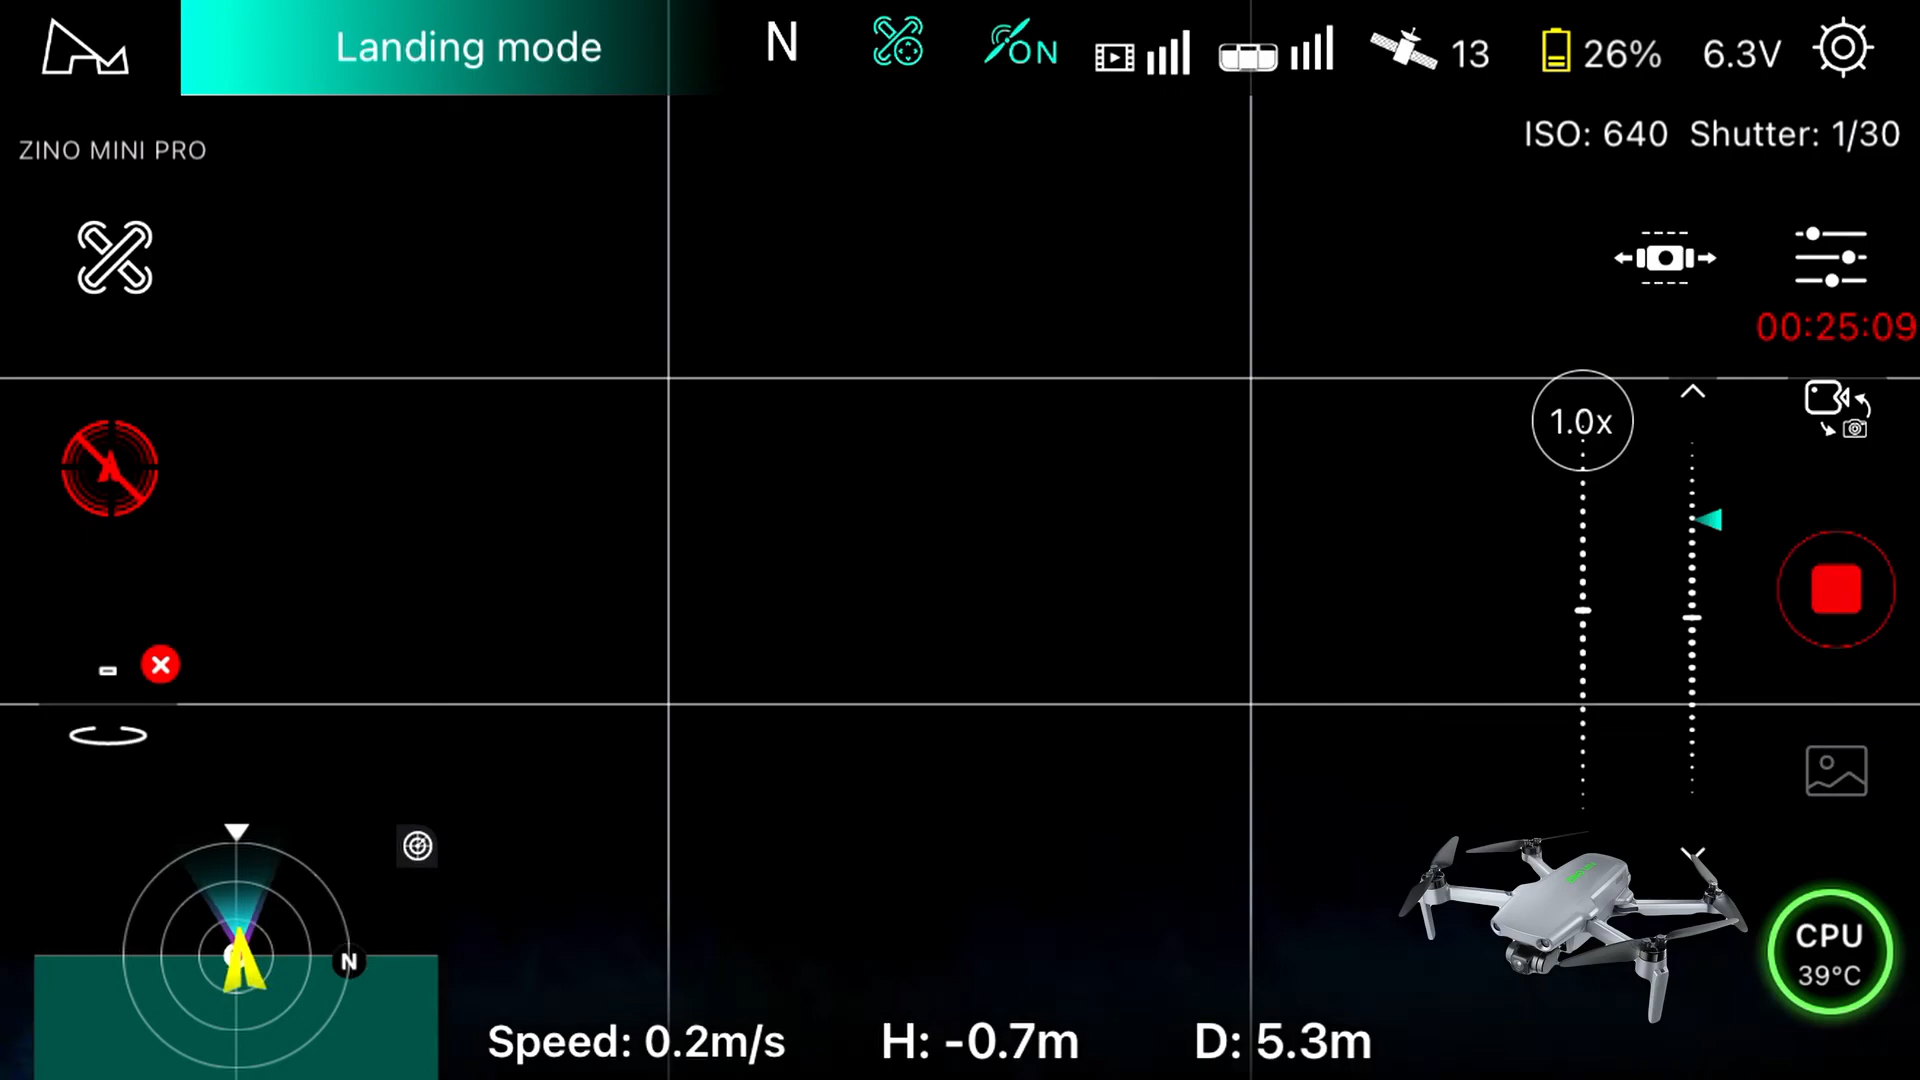 Landing mode
N
ON
13
26%
6.3V
ISO: 640 Shutter: 1/30
ZINO MINI PRO
00:25:09
1.0x
N
CPU
39°C
Speed: 0.2m/s
H: -0.7m
D: 5.3m